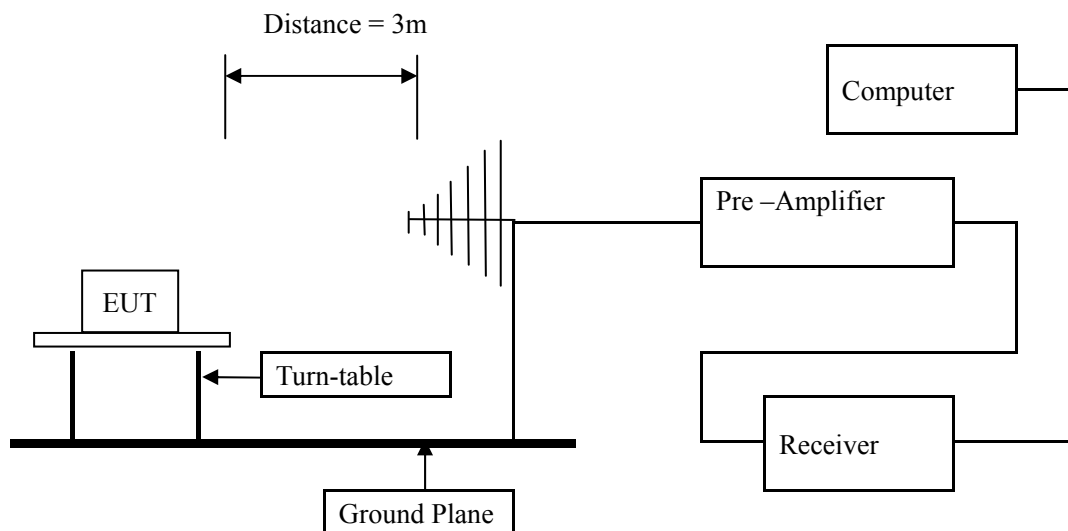 Distance = 3m
Computer
Pre –Amplifier
EUT
Turn-table
Receiver
Ground Plane